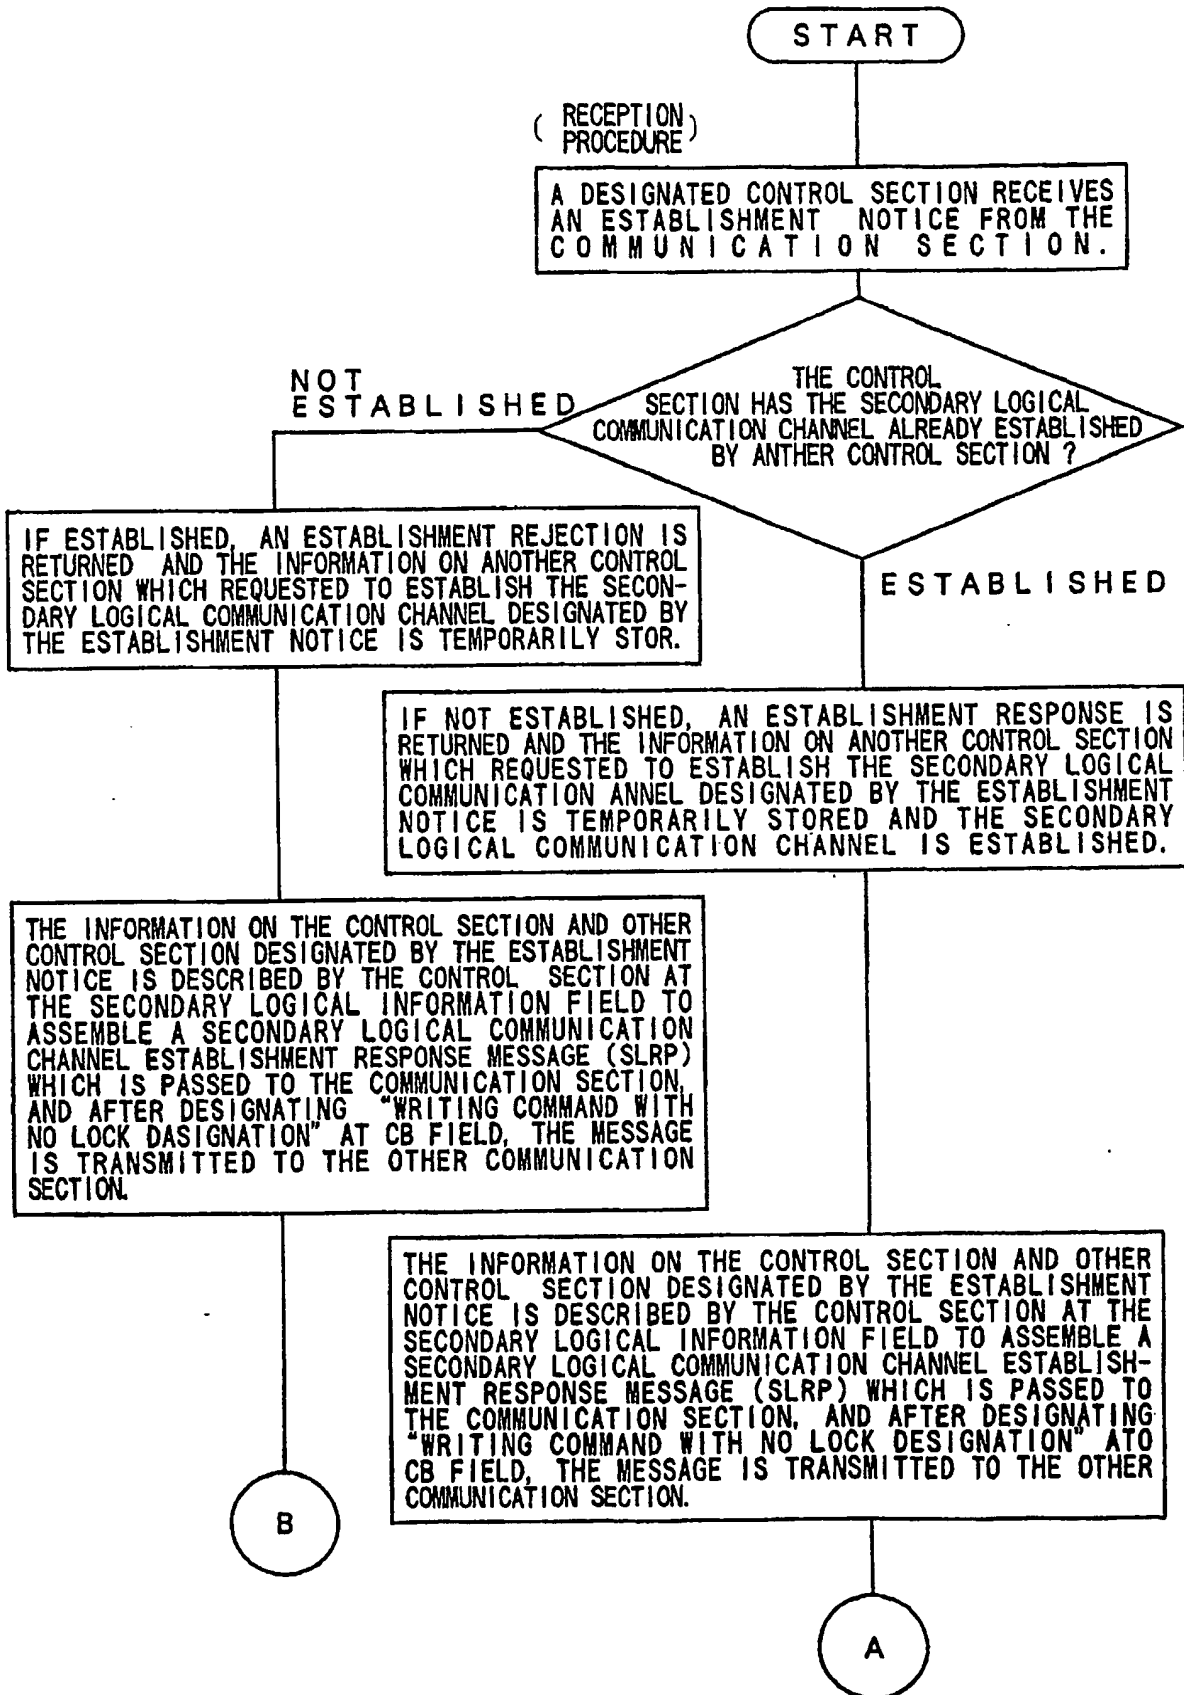 START
( RECEPTION
PROCEDURE )
A DESIGNATED CONTROL SECTION RECEIVES
AN ESTABLISHMENT NOTICE FROM THE
COMMUNICATION SECTION.
THE CONTROL
SECTION HAS THE SECONDARY LOGICAL
COMMUNICATION CHANNEL ALREADY ESTABLISHED
BY ANTHER CONTROL SECTION ?
NOT
ESTABLISHED
ESTABLISHED
IF ESTABLISHED, AN ESTABLISHMENT REJECTION IS
RETURNED AND THE INFORMATION ON ANOTHER CONTROL
SECTION WHICH REQUESTED TO ESTABLISH THE SECON-
DARY LOGICAL COMMUNICATION CHANNEL DESIGNATED BY
THE ESTABLISHMENT NOTICE IS TEMPORARILY STOR.
IF NOT ESTABLISHED, AN ESTABLISHMENT RESPONSE IS
RETURNED AND THE INFORMATION ON ANOTHER CONTROL SECTION
WHICH REQUESTED TO ESTABLISH THE SECONDARY LOGICAL
COMMUNICATION ANNEL DESIGNATED BY THE ESTABLISHMENT
NOTICE IS TEMPORARILY STORED AND THE SECONDARY
LOGICAL COMMUNICATION CHANNEL IS ESTABLISHED.
THE INFORMATION ON THE CONTROL SECTION AND OTHER
CONTROL SECTION DESIGNATED BY THE ESTABLISHMENT
NOTICE IS DESCRIBED BY THE CONTROL SECTION AT
THE SECONDARY LOGICAL INFORMATION FIELD TO
ASSEMBLE A SECONDARY LOGICAL COMMUNICATION
CHANNEL ESTABLISHMENT RESPONSE MESSAGE (SLRP)
WHICH IS PASSED TO THE COMMUNICATION SECTION,
AND AFTER DESIGNATING "WRITING COMMAND WITH
NO LOCK DASIGNATION" AT CB FIELD, THE MESSAGE
IS TRANSMITTED TO THE OTHER COMMUNICATION
SECTION.
THE INFORMATION ON THE CONTROL SECTION AND OTHER
CONTROL SECTION DESIGNATED BY THE ESTABLISHMENT
NOTICE IS DESCRIBED BY THE CONTROL SECTION AT THE
SECONDARY LOGICAL INFORMATION FIELD TO ASSEMBLE A
SECONDARY LOGICAL COMMUNICATION CHANNEL ESTABLISH-
MENT RESPONSE MESSAGE (SLRP) WHICH IS PASSED TO
THE COMMUNICATION SECTION, AND AFTER DESIGNATING
"WRITING COMMAND WITH NO LOCK DESIGNATION" ATO
CB FIELD, THE MESSAGE IS TRANSMITTED TO THE OTHER
COMMUNICATION SECTION.
B
A